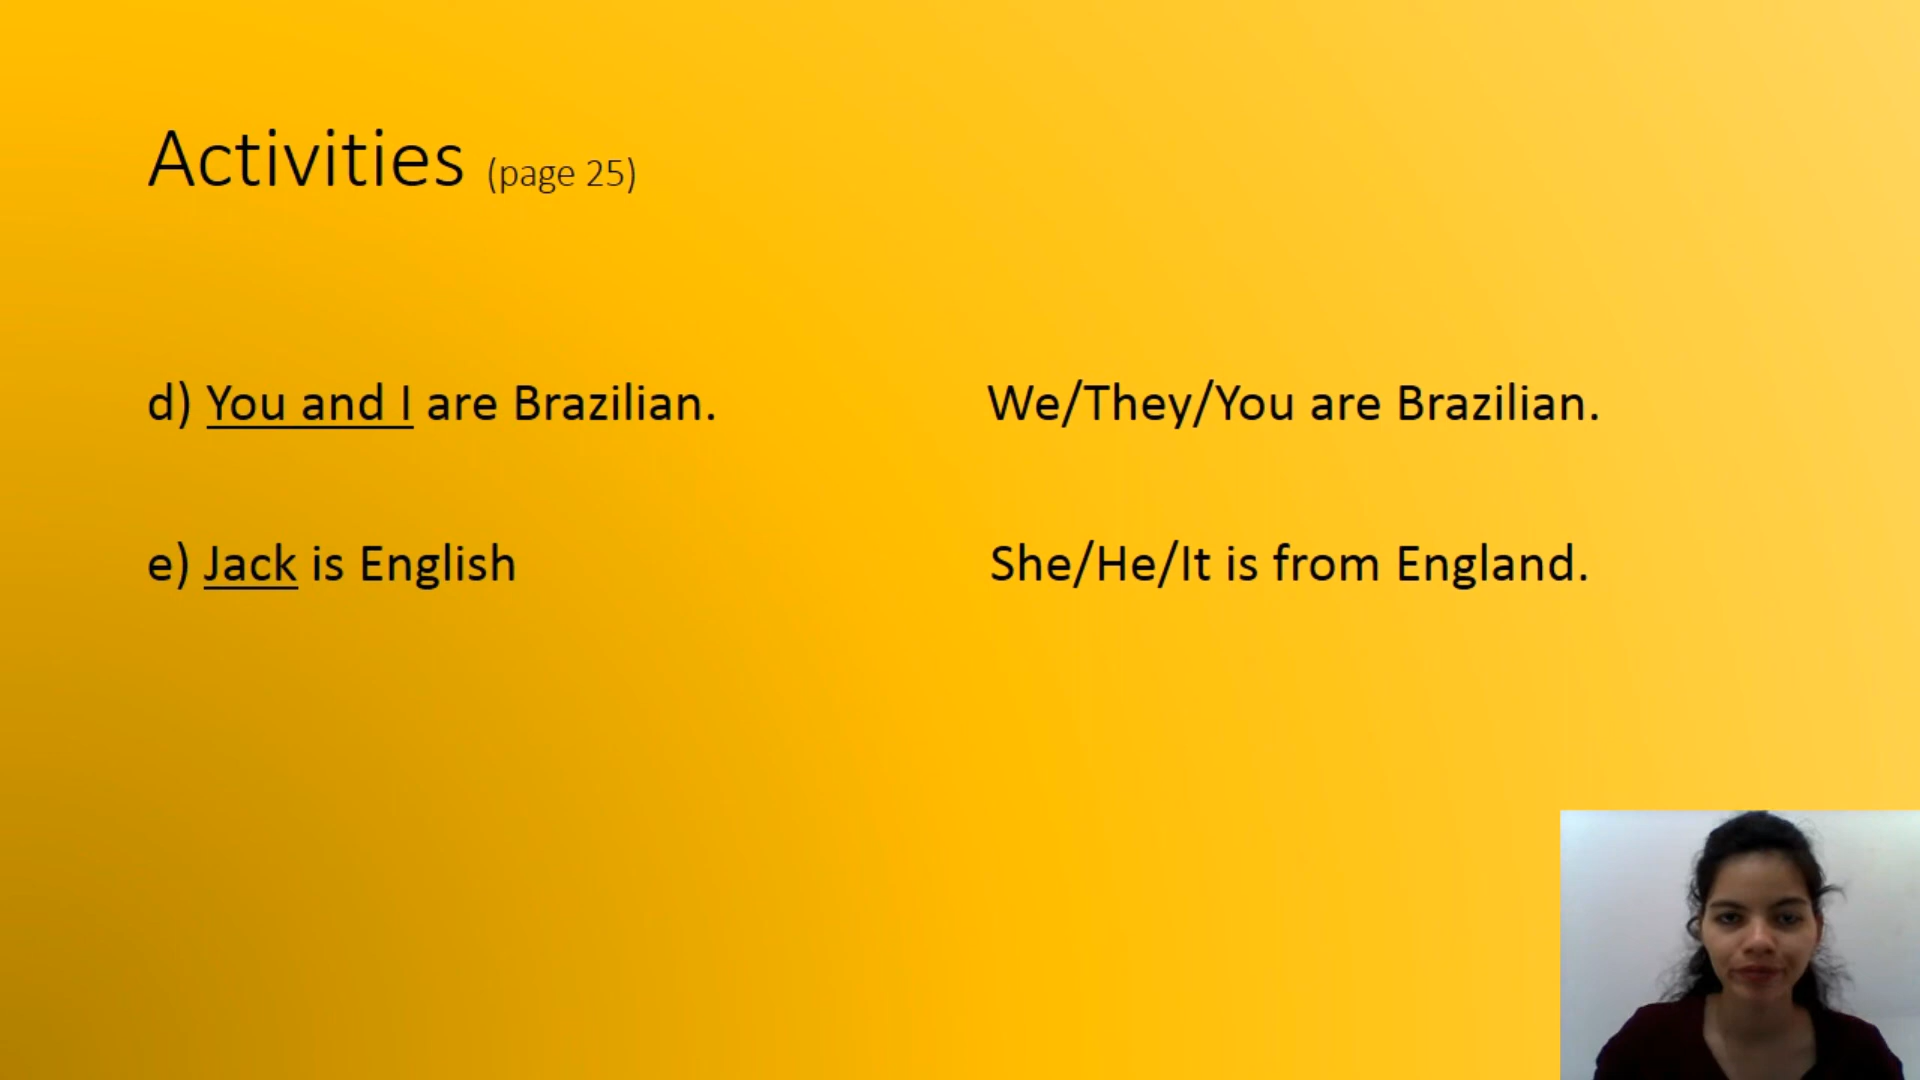 Activities (page 25)
d) You and I are Brazilian. We/They/You are Brazilian.
e) Jack is English She/He/It is from England.